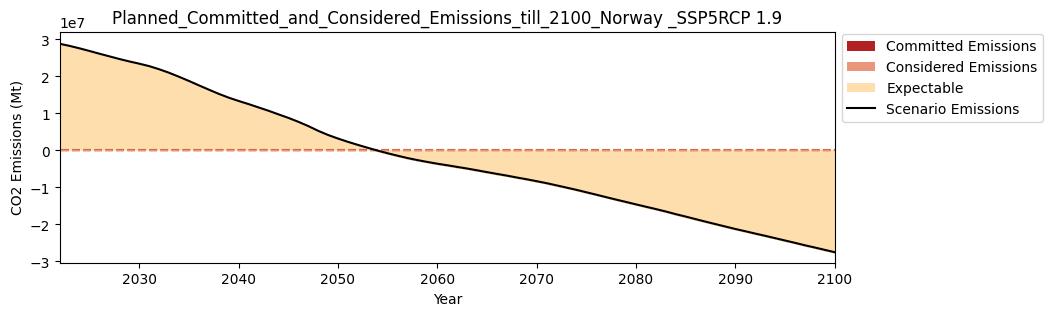 Planned_Committed_and_Considered_Emissions_till_2100_Norway _SSP5RCP 1.9
1e7
3
2
1
0
−1
−2
−3
CO2 Emissions (Mt)
2030 2040 2050 2060 2070 2080 2090 2100
Year
Committed Emissions
Considered Emissions
Expectable
Scenario Emissions